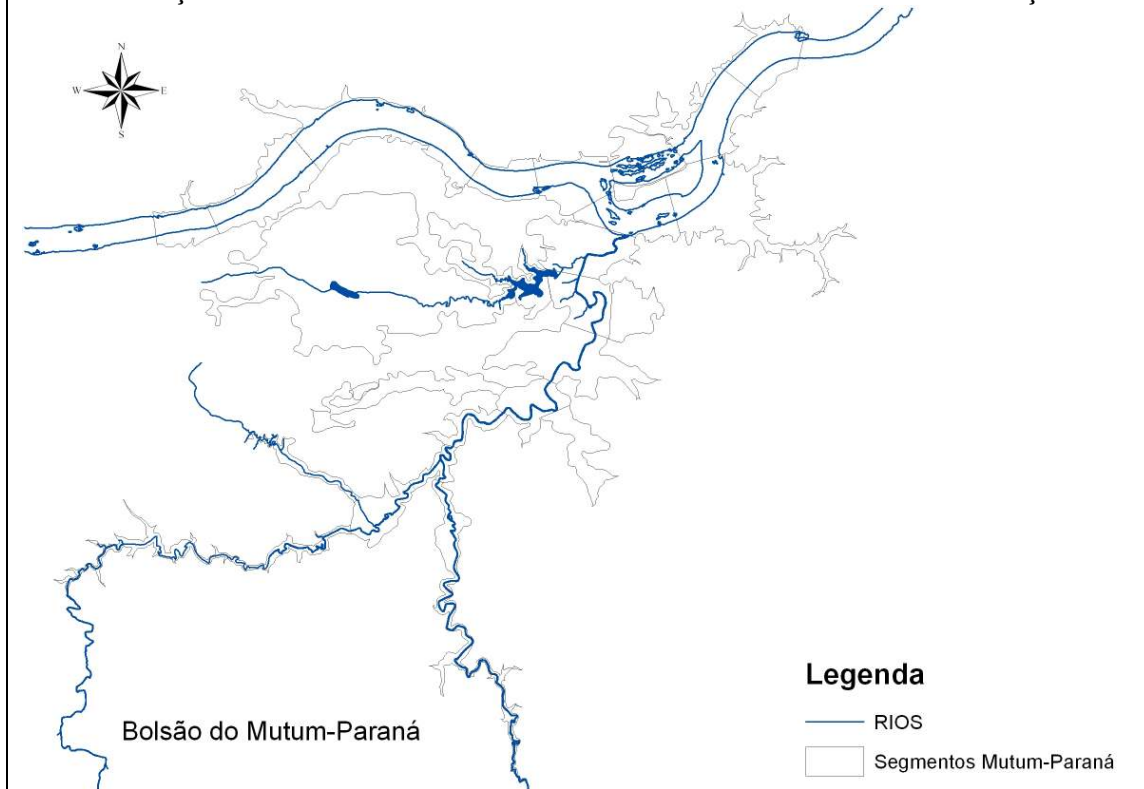 N
W E
S
Bolsão do Mutum-Paraná
Legenda
RIOS
Segmentos Mutum-Paraná